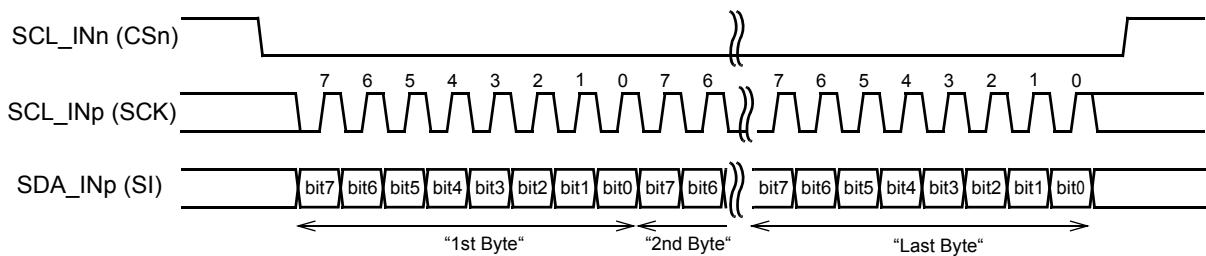 SCL_INn (CSn)
7 6 5 4 3 2 1 0 7 6 7 6 5 4 3 2 1 0
SCL_INp (SCK)
SDA_INp (SI)
bit7 bit6 bit5 bit4 bit3 bit2 bit1 bit0 bit7 bit6 bit7 bit6 bit5 bit4 bit3 bit2 bit1 bit0
“1st Byte“ “2nd Byte“ “Last Byte“